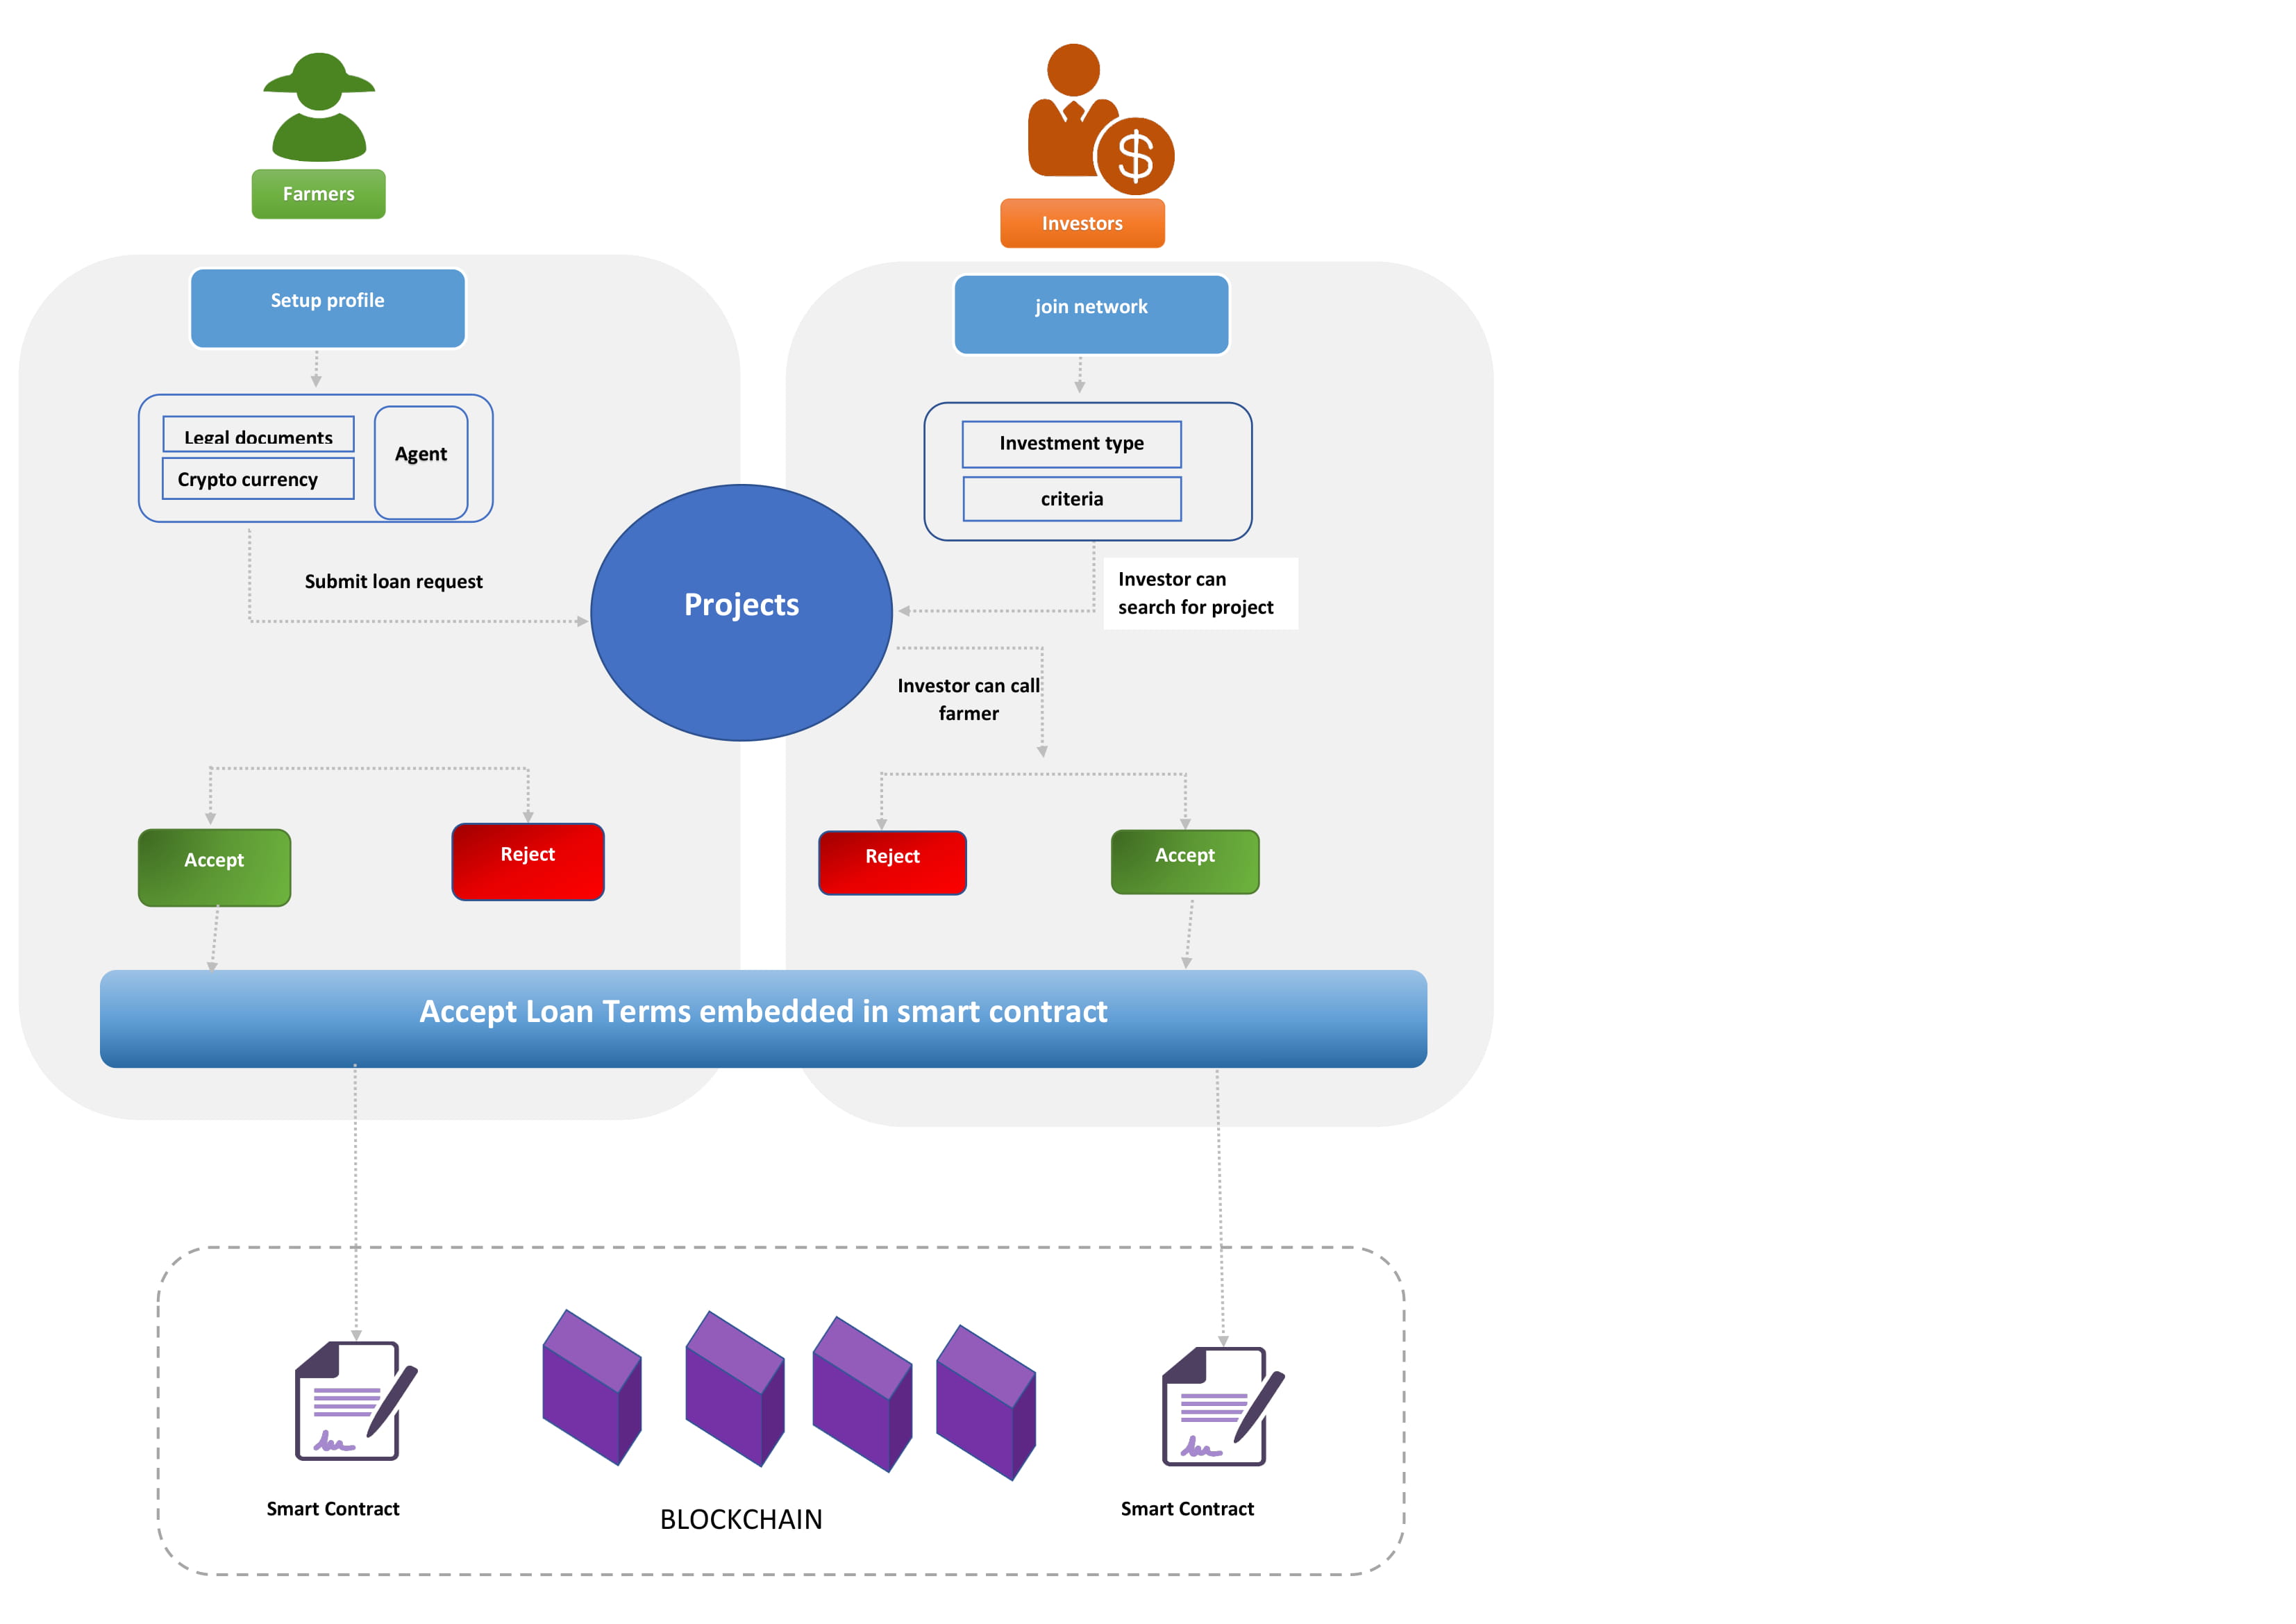 Farmers
Investors
Setup profile
join network
Legal documents
Crypto currency
Agent
Investment type
criteria
Submit loan request
Projects
Investor can
search for project
Investor can call
farmer
Accept
Reject
Reject
Accept
Accept Loan Terms embedded in smart contract
Smart Contract
BLOCKCHAIN
Smart Contract
$